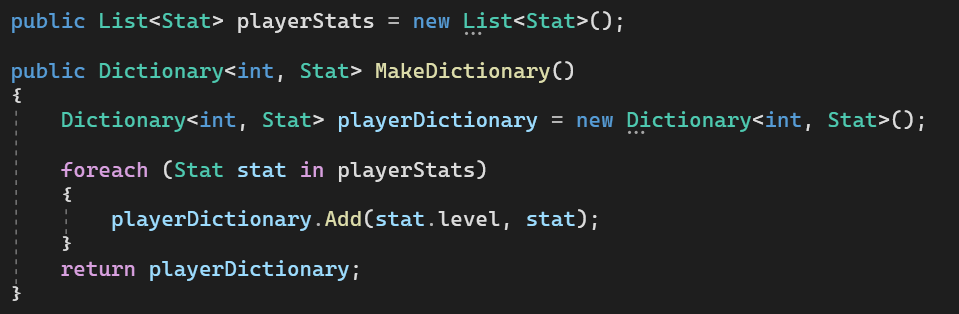 public List<Stat> playerStats = new List<Stat>();
public Dictionary<int, Stat> MakeDictionary()
{
    Dictionary<int, Stat> playerDictionary = new Dictionary<int, Stat>();
    foreach (Stat stat in playerStats)
    {
        playerDictionary.Add(stat.level, stat);
    }
    return playerDictionary;
}